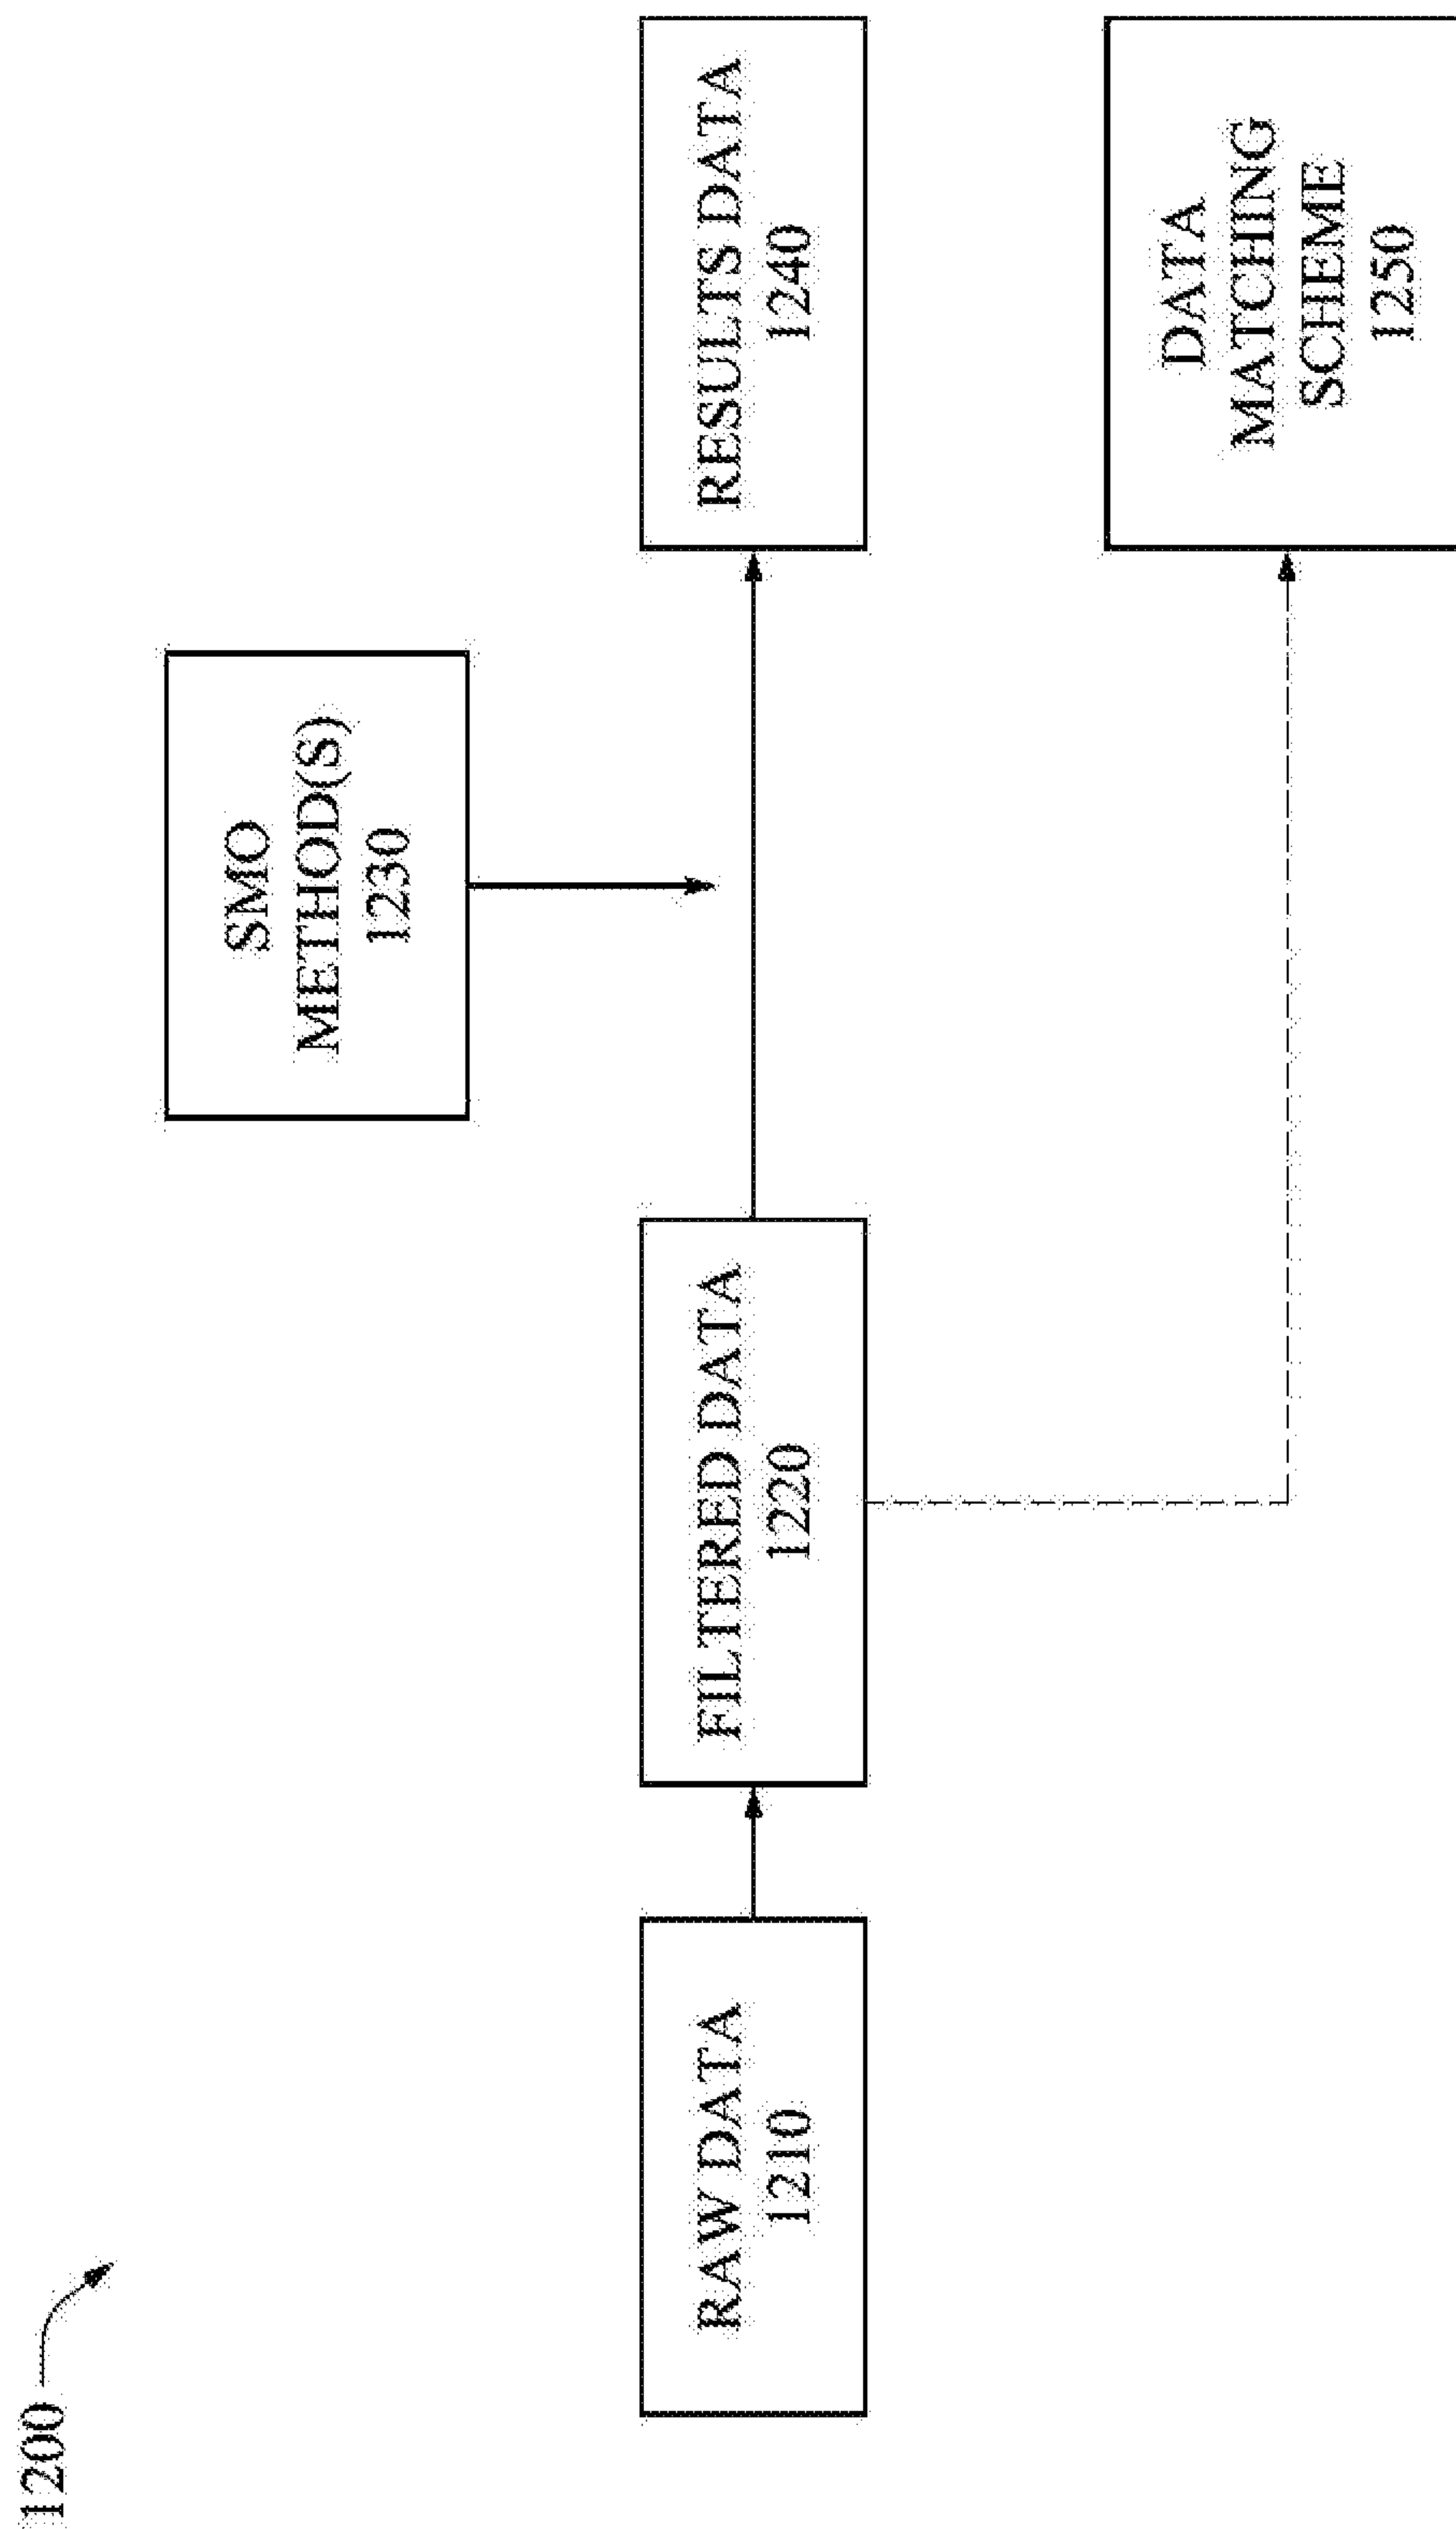 1200
SMO
METHOD(S)
1230
RAW DATA
1210
FILTERED DATA
1220
RESULTS DATA
1240
DATA
MATCHING
SCHEME
1250